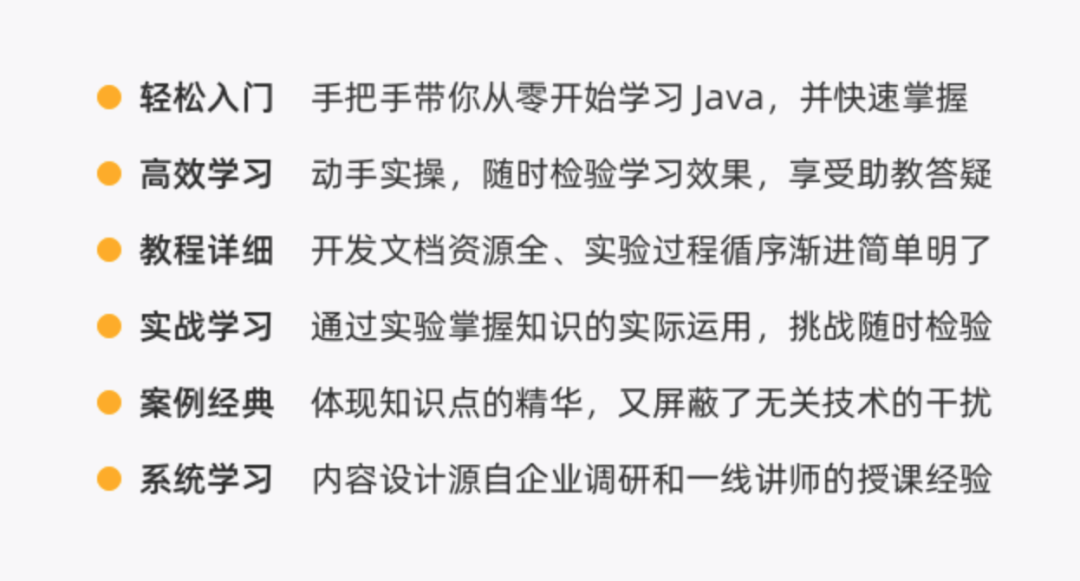 轻松入门 手把手带你从零开始学习 Java，并快速掌握
高效学习 动手实操，随时检验学习效果，享受助教答疑
教程详细 开发文档资源全、实验过程循序渐进简单明了
实战学习 通过实验掌握知识的实际运用，挑战随时检验
案例经典 体现知识点的精华，又屏蔽了无关技术的干扰
系统学习 内容设计源自企业调研和一线讲师的授课经验